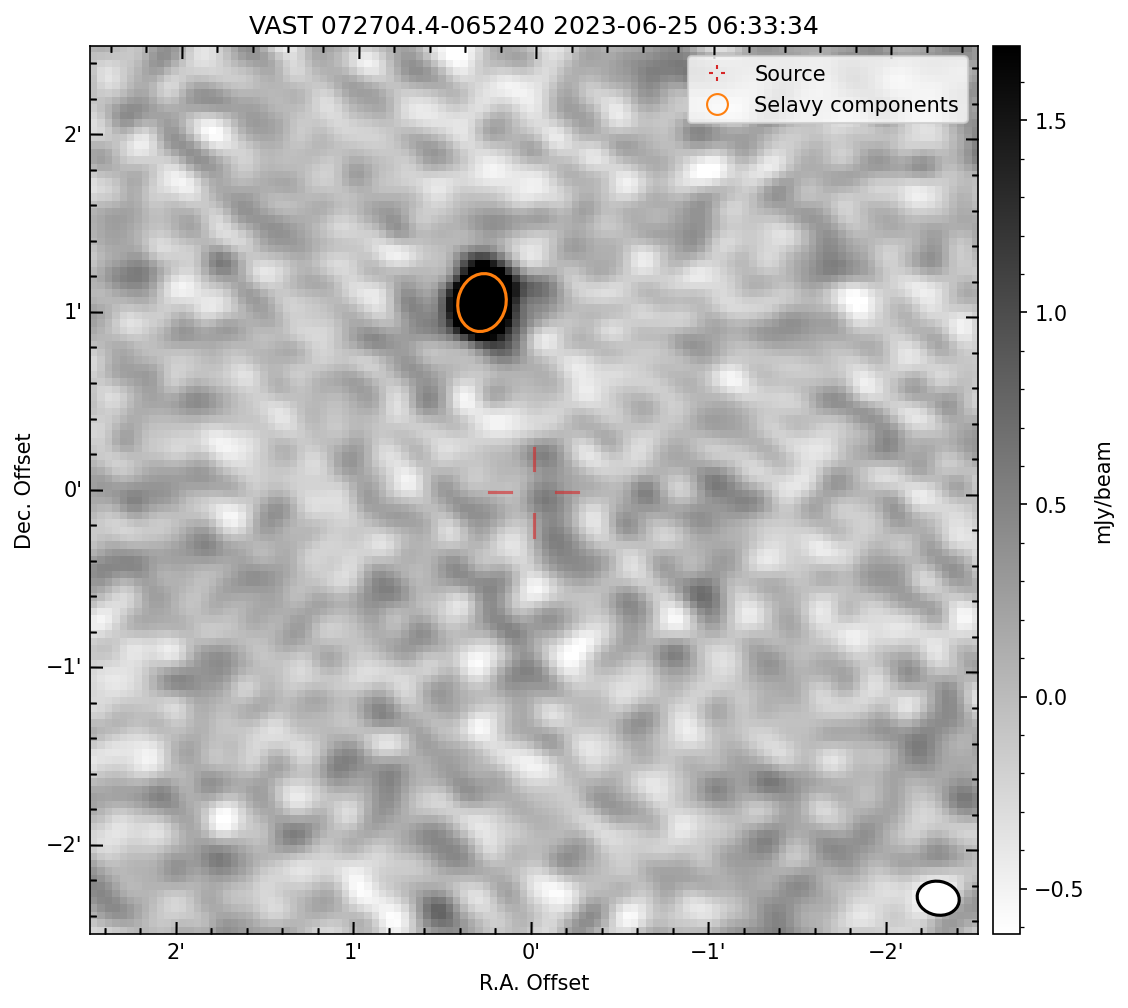 VAST 072704.4-065240 2023-06-25 06:33:34
Source
Selavy components
2'
1'
0'
−1'
−2'
Dec. Offset
2'
1'
0'
−1'
−2'
R.A. Offset
1.5
1.0
0.5
0.0
−0.5
mJy/beam